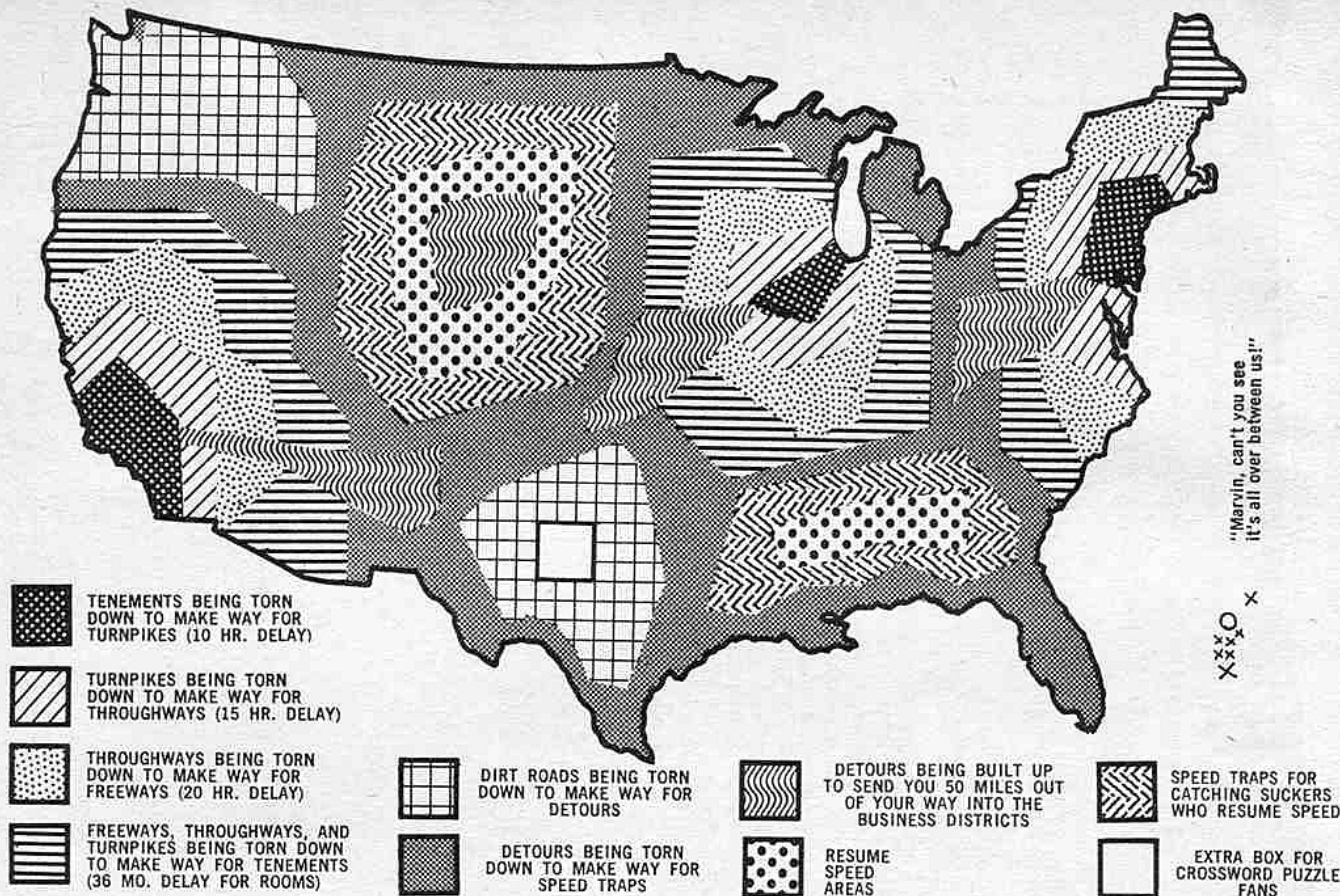 "Marvin, can't you see
it's all over between us!"
TENEMENTS BEING TORN
DOWN TO MAKE WAY FOR
TURNPIKES (10 HR. DELAY)
TURNPIKES BEING TORN
DOWN TO MAKE WAY FOR
THROUGHWAYS (15 HR. DELAY)
THROUGHWAYS BEING TORN
DOWN TO MAKE WAY FOR
FREEWAYS (20 HR. DELAY)
FREEWAYS, THROUGHWAYS, AND
TURNPIKES BEING TORN DOWN
TO MAKE WAY FOR TENEMENTS
(36 MO. DELAY FOR ROOMS)
DIRT ROADS BEING TORN
DOWN TO MAKE WAY FOR
DETOURS
DETOURS BEING TORN
DOWN TO MAKE WAY FOR
SPEED TRAPS
DETOURS BEING BUILT UP
TO SEND YOU 50 MILES OUT
OF YOUR WAY INTO THE
BUSINESS DISTRICTS
RESUME
SPEED
AREAS
SPEED TRAPS FOR
CATCHING SUCKERS
WHO RESUME SPEED
EXTRA BOX FOR
CROSSWORD PUZZLE
FANS